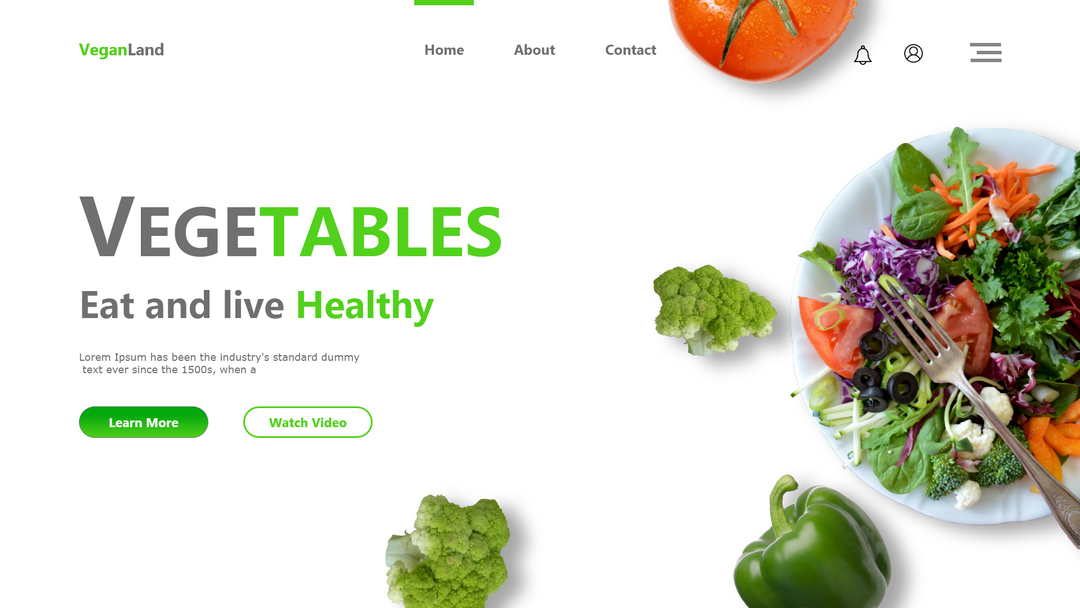 VeganLand
Home
About
Contact
VEGETABLES
Eat and live Healthy
Lorem Ipsum has been the industry's standard dummy
text ever since the 1500s, when a
Learn More
Watch Video